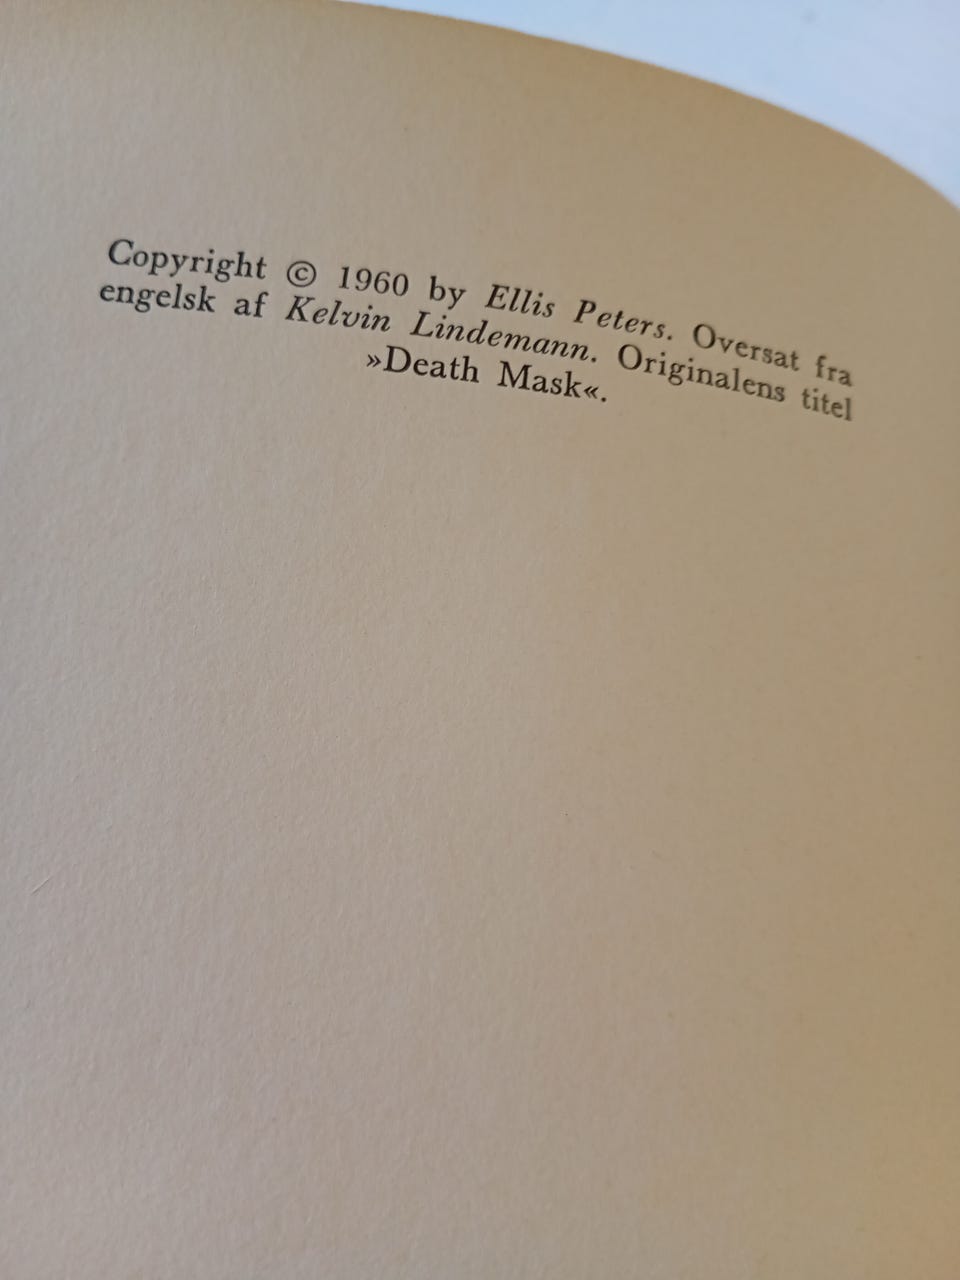 Copyright © 1960 by Ellis Peters. Oversat fra
engelsk af Kelvin Lindemann. Originalens titel
»Death Mask«.